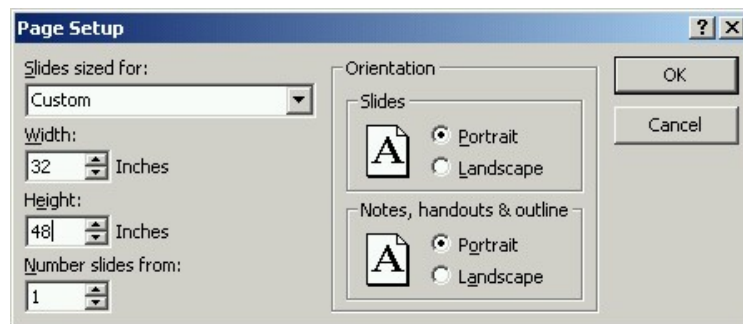 Page Setup
Slides sized for:
Custom
Width:
32 Inches
Height:
48 Inches
Number slides from:
1
Orientation
Slides
A
Portrait
Landscape
Notes, handouts & outline
A
Portrait
Landscape
OK
Cancel